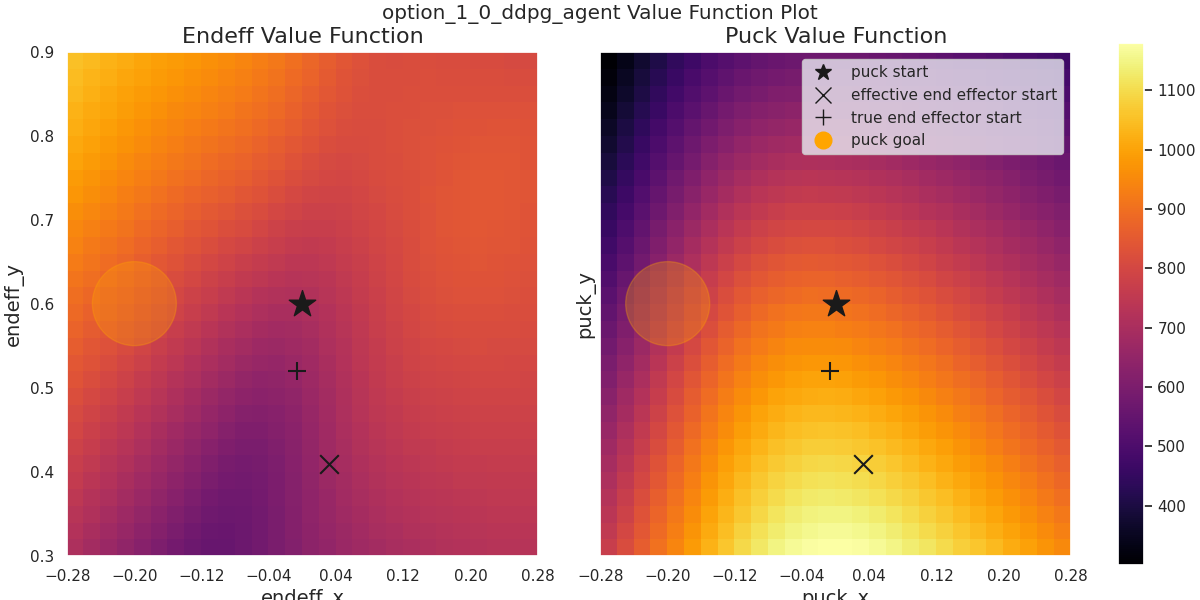 option_1_0_ddpg_agent Value Function Plot
Endeff Value Function
Puck Value Function
endeff_y
0.9
0.8
0.7
0.6
0.5
0.4
0.3
−0.28 −0.20 −0.12 −0.04 0.04 0.12 0.20 0.28
endeff_x
puck_y
puck start
effective end effector start
true end effector start
puck goal
−0.28 −0.20 −0.12 −0.04 0.04 0.12 0.20 0.28
puck_x
1100
1000
900
800
700
600
500
400